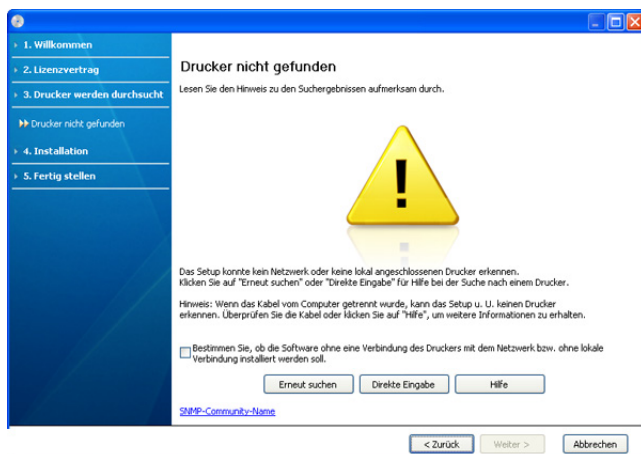 1. Willkommen
2. Lizenzvertrag
3. Drucker werden durchsucht
Drucker nicht gefunden
4. Installation
5. Fertig stellen
Drucker nicht gefunden
Lesen Sie den Hinweis zu den Suchergebnissen aufmerksam durch.
Das Setup konnte kein Netzwerk oder keine lokal angeschlossenen Drucker erkennen.
Klicken Sie auf "Erneut suchen" oder "Direkte Eingabe" für Hilfe bei der Suche nach einem Drucker.
Hinweis: Wenn das Kabel vom Computer getrennt wurde, kann das Setup u. U. keinen Drucker
erkennen. Überprüfen Sie die Kabel oder klicken Sie auf "Hilfe", um weitere Informationen zu erhalten.
Bestimmen Sie, ob die Software ohne eine Verbindung des Druckers mit dem Netzwerk bzw. ohne lokale
Verbindung installiert werden soll.
Erneut suchen
Direkte Eingabe
Hilfe
SNMP-Community-Name
< Zurück
Weiter >
Abbrechen